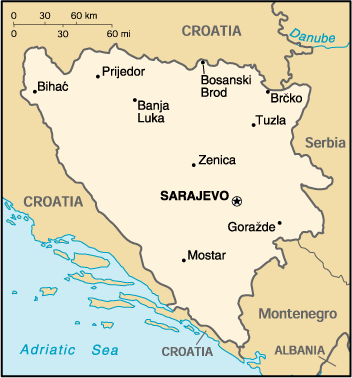 0 30 60 km
0 30 60 mi
CROATIA
Danube
Prijedor
Bosanski
Brod
Bihać
Banja
Luka
Brčko
Tuzla
Serbia
Zenica
CROATIA
SARAJEVO
Goražde
Mostar
Montenegro
Adriatic Sea
CROATIA
ALBANIA